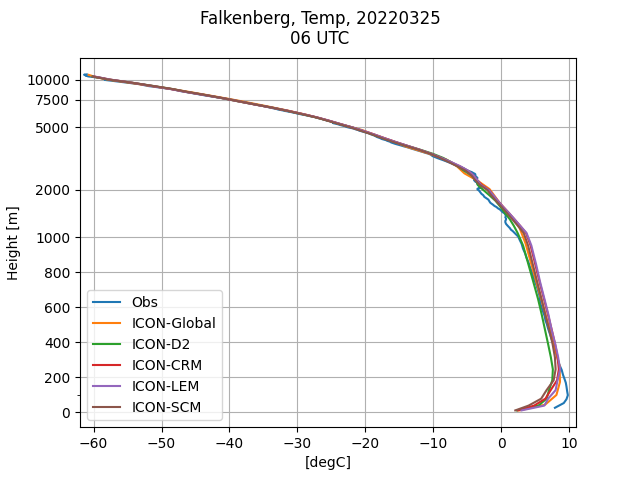 Falkenberg, Temp, 20220325
06 UTC
10000
7500
5000
2000
1000
800
600
400
200
0
Height [m]
Obs
ICON-Global
ICON-D2
ICON-CRM
ICON-LEM
ICON-SCM
−60 −50 −40 −30 −20 −10 0 10
[degC]